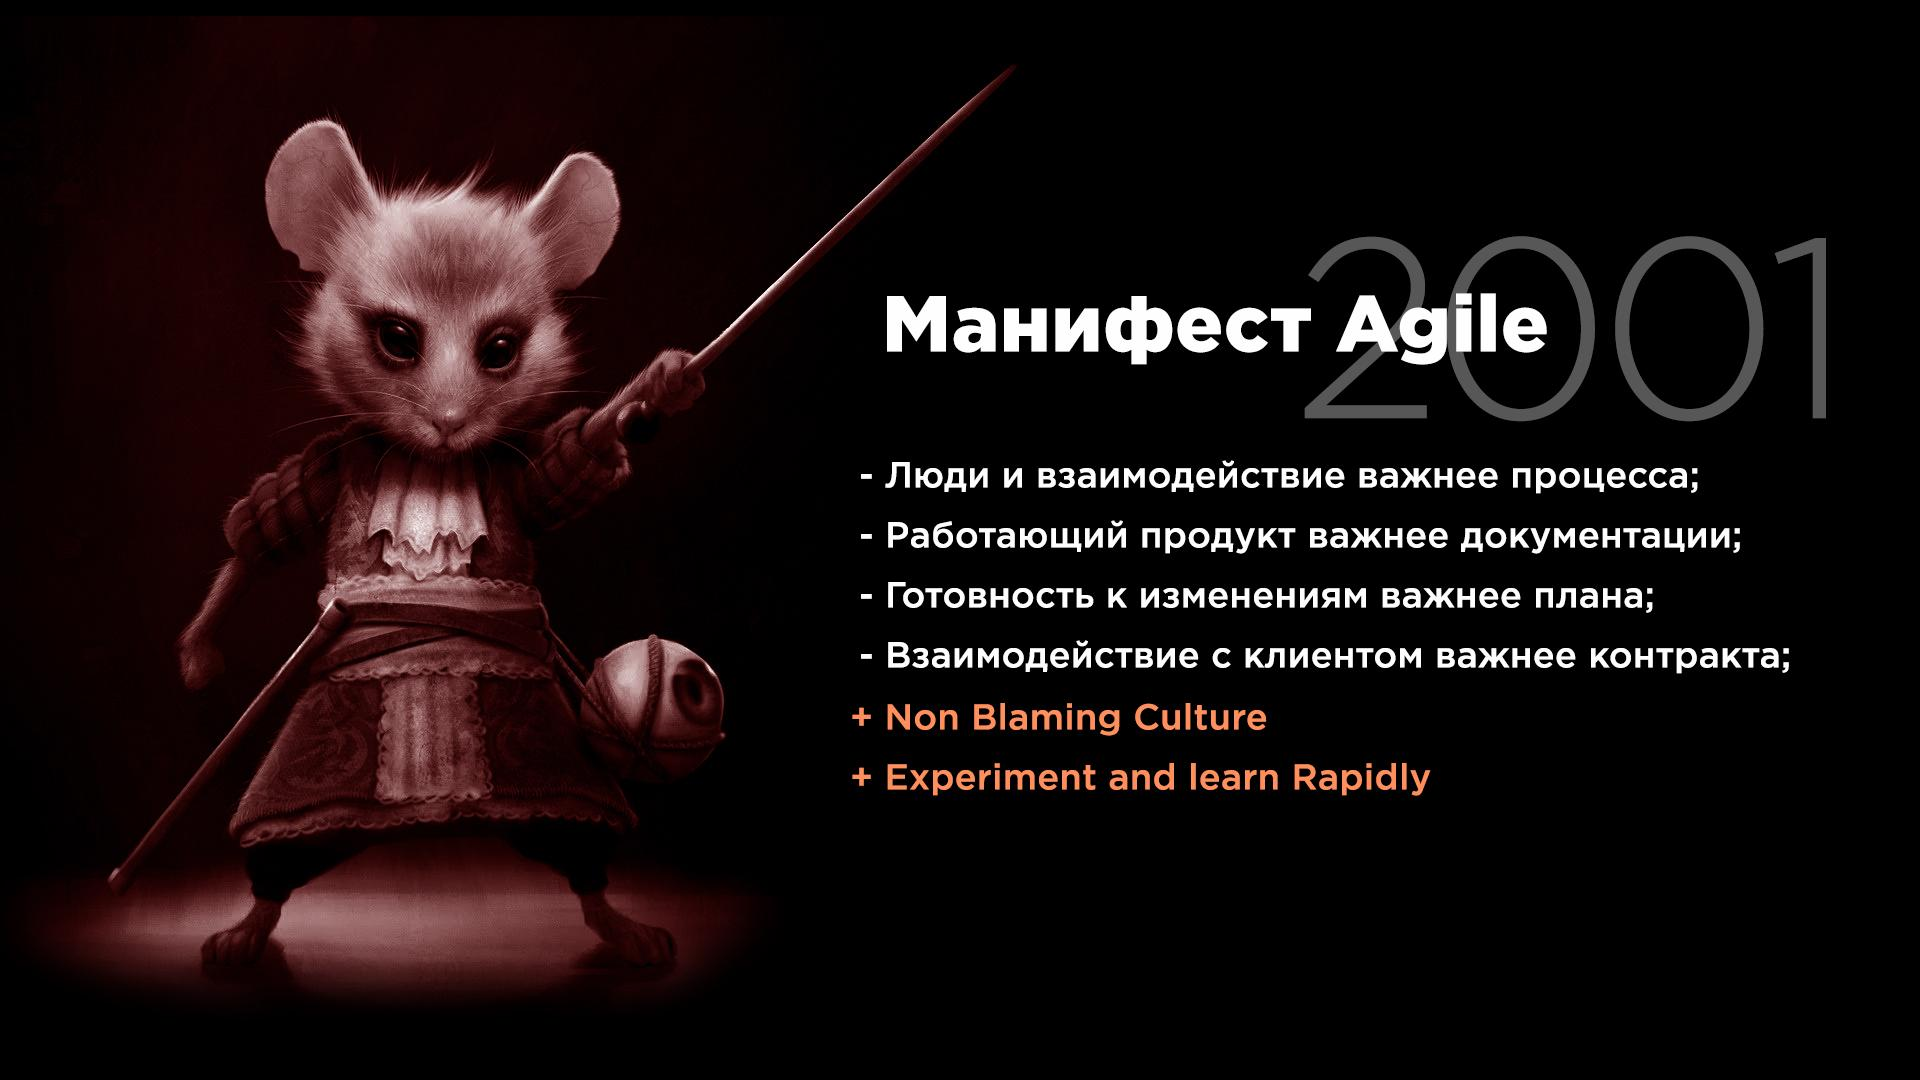 2001
Манифест Agile
- Люди и взаимодействие важнее процесса;
- Работающий продукт важнее документации;
- Готовность к изменениям важнее плана;
- Взаимодействие с клиентом важнее контракта;
+ Non Blaming Culture
+ Experiment and learn Rapidly